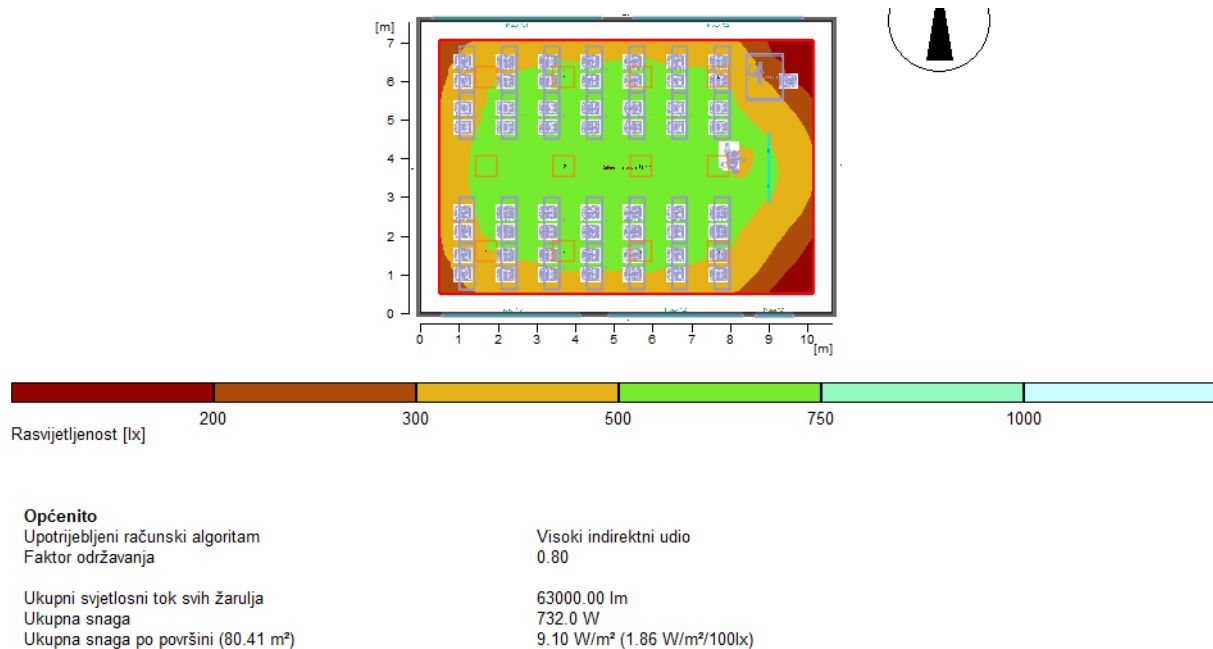 [m]
7
6
5
4
3
2
1
0
0 1 2 3 4 5 6 7 8 9 10
[m]
200 300 500 750 1000
Rasvijetljenost [lx]
Općenito
Upotrijebljeni računski algoritam Visoki indirektni udio
Faktor održavanja 0.80
Ukupni svjetlosni tok svih žarulja 63000.00 lm
Ukupna snaga 732.0 W
Ukupna snaga po površini (80.41 m²) 9.10 W/m² (1.86 W/m²/100lx)